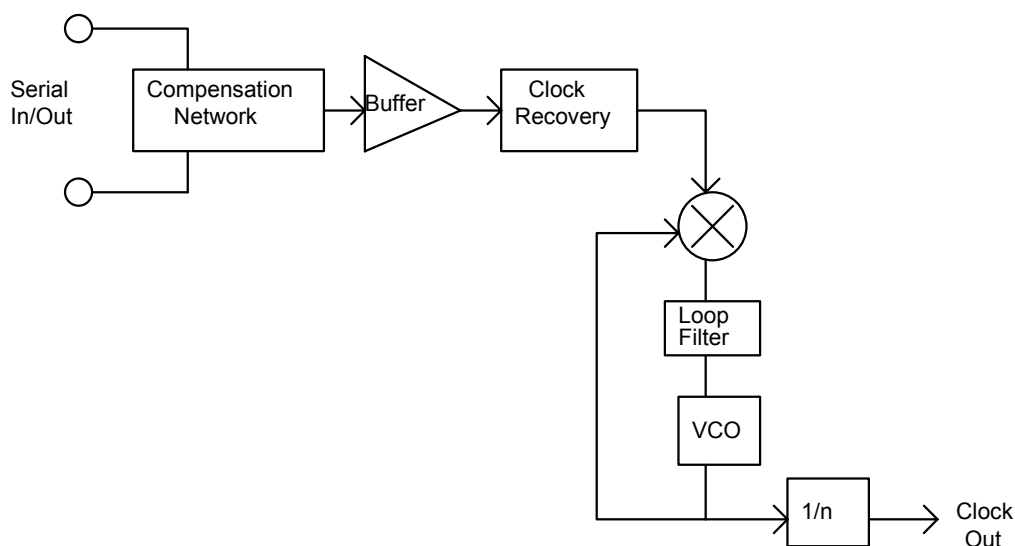 Serial
In/Out
Compensation
Network
Buffer
Clock
Recovery
Loop
Filter
VCO
1/n
Clock
Out